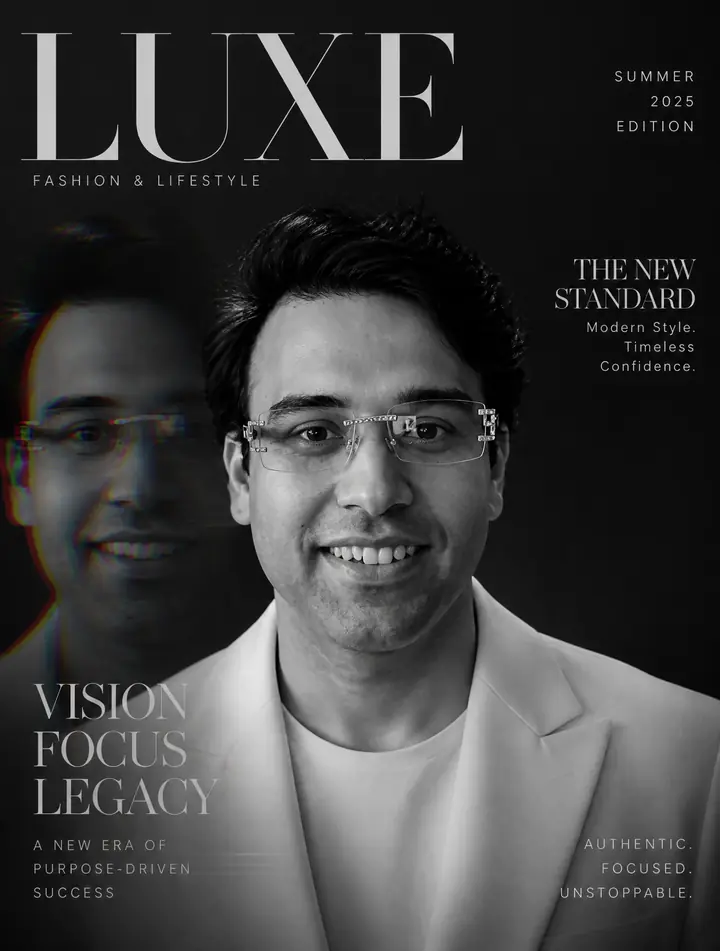 LUXE
FASHION & LIFESTYLE
SUMMER
2025
EDITION
THE NEW
STANDARD
Modern Style.
Timeless
Confidence.
VISION
FOCUS
LEGACY
A NEW ERA OF
PURPOSE-DRIVEN
SUCCESS
AUTHENTIC.
FOCUSED.
UNSTOPPABLE.